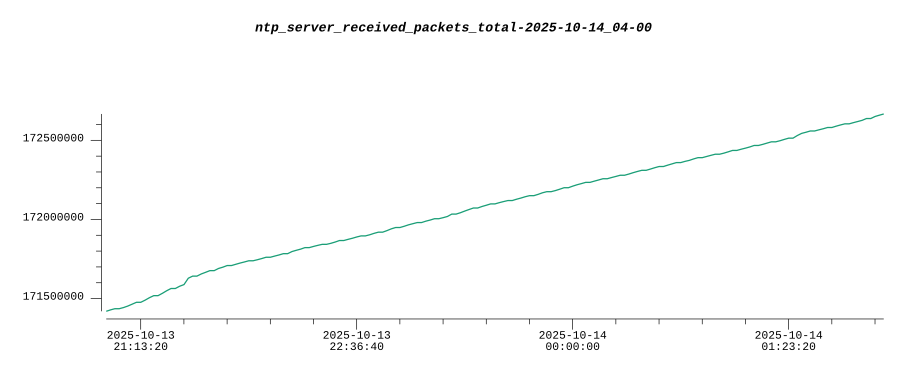 ntp_server_received_packets_total-2025-10-14_04-00
172500000
172000000
171500000
2025-10-13 2025-10-13 2025-10-14 2025-10-14
21:13:20 22:36:40 00:00:00 01:23:20